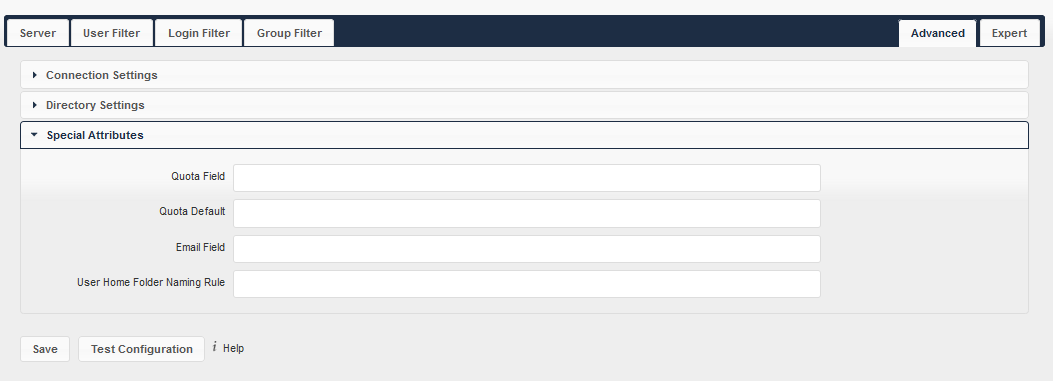 Server User Filter Login Filter Group Filter Advanced Expert
Connection Settings
Directory Settings
Special Attributes
Quota Field
Quota Default
Email Field
User Home Folder Naming Rule
Save Test Configuration i Help